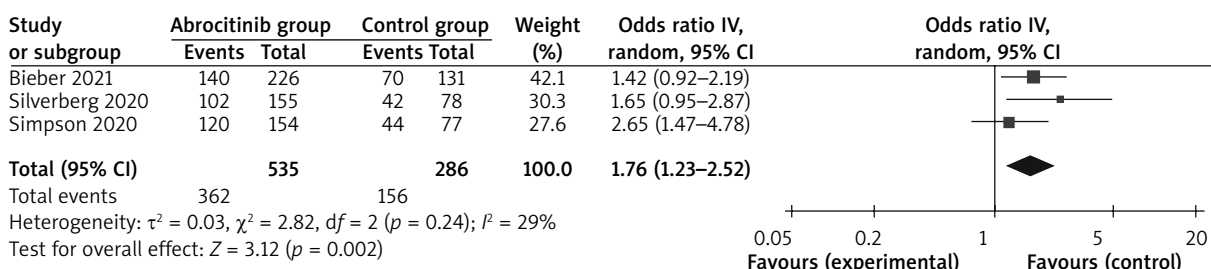 Study Abrocitinib group Control group Weight Odds ratio IV, Odds ratio IV,
or subgroup Events Total Events Total (%) random, 95% CI random, 95% CI
Bieber 2021 140 226 70 131 42.1 1.42 (0.92–2.19)
Silverberg 2020 102 155 42 78 30.3 1.65 (0.95–2.87)
Simpson 2020 120 154 44 77 27.6 2.65 (1.47–4.78)
Total (95% CI) 535 286 100.0 1.76 (1.23–2.52)
Total events 362 156
Heterogeneity: τ² = 0.03, χ² = 2.82, df = 2 (p = 0.24); I² = 29%
Test for overall effect: Z = 3.12 (p = 0.002)
0.05 0.2 1 5 20
Favours (experimental) Favours (control)